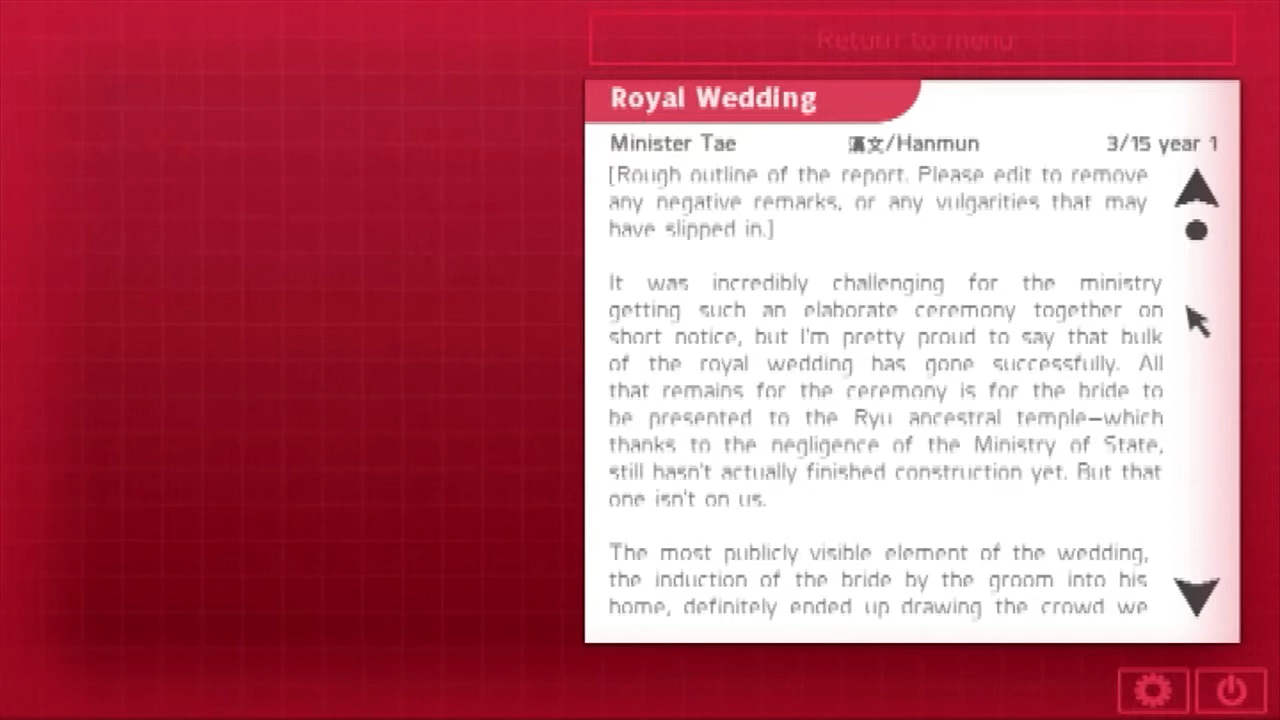 Return to menu
Royal Wedding
Minister Tae 漢文/Hanmun 3/15 year 1
[Rough outline of the report. Please edit to remove
any negative remarks, or any vulgarities that may
have slipped in.]
It was incredibly challenging for the ministry
getting such an elaborate ceremony together on
short notice, but I'm pretty proud to say that bulk
of the royal wedding has gone successfully. All
that remains for the ceremony is for the bride to
be presented to the Ryu ancestral temple—which
thanks to the negligence of the Ministry of State,
still hasn't actually finished construction yet. But that
one isn't on us.
The most publicly visible element of the wedding,
the induction of the bride by the groom into his
home, definitely ended up drawing the crowd we